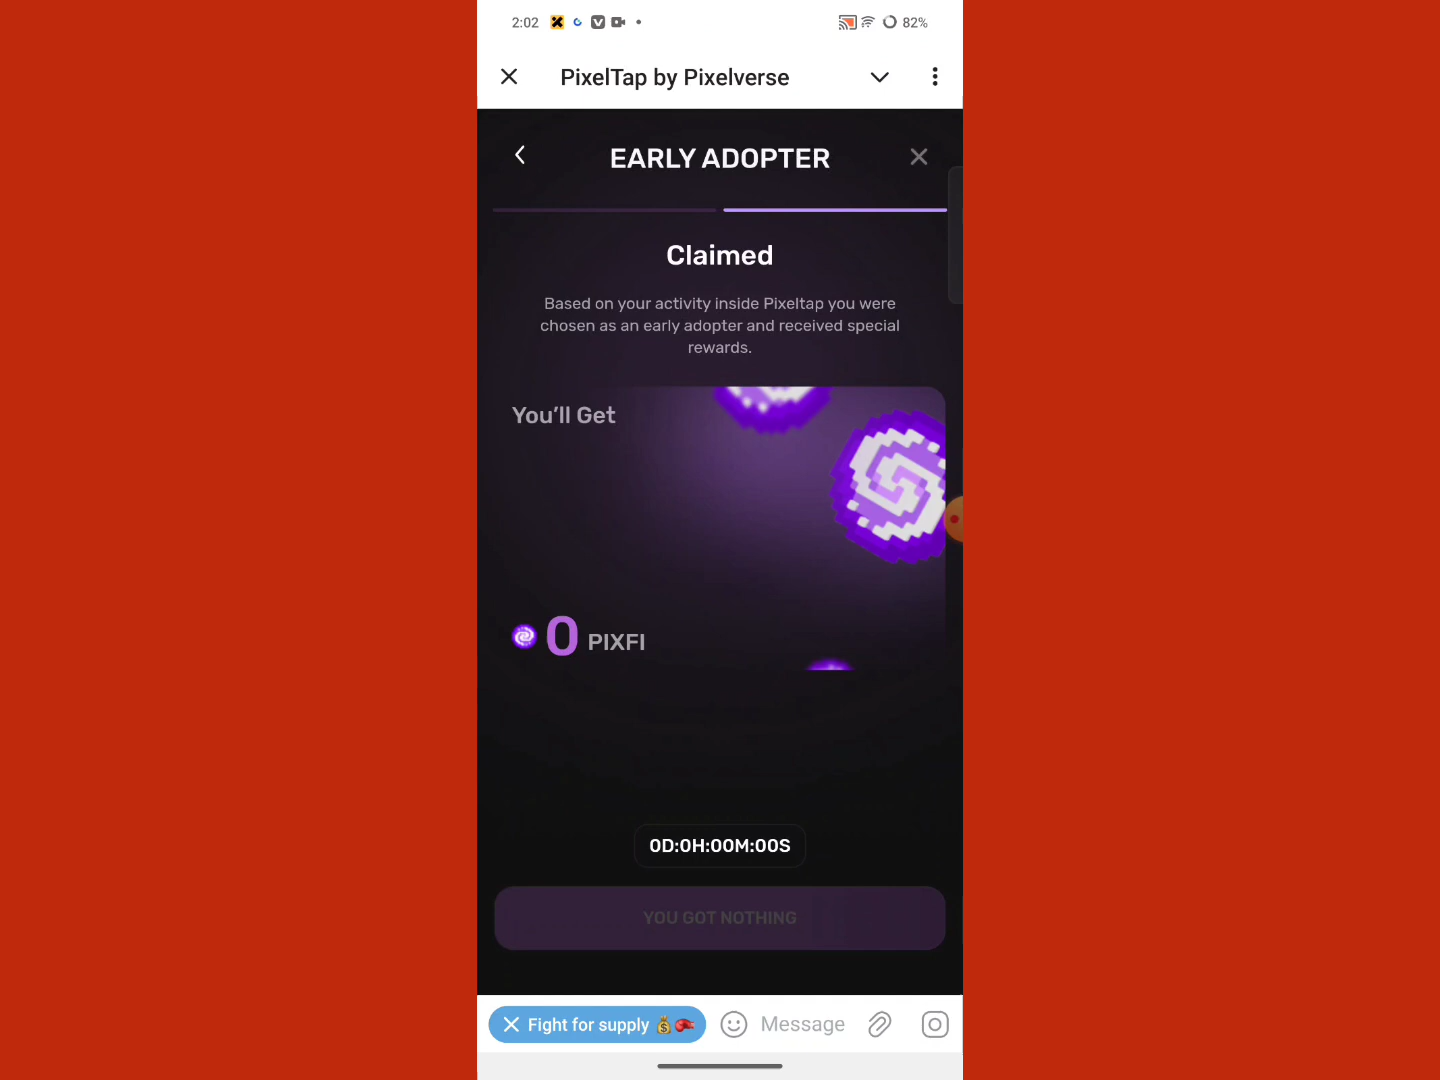 2:02
82%
PixelTap by Pixelverse
EARLY ADOPTER
Claimed
Based on your activity inside Pixeltap you were
chosen as an early adopter and received special
rewards.
You'll Get
0 PIXFI
0D:0H:00M:00S
YOU GOT NOTHING
Fight for supply 💰🥊
Message